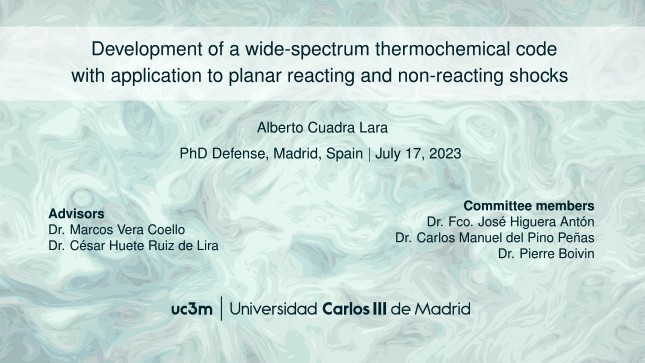 Development of a wide-spectrum thermochemical code
with application to planar reacting and non-reacting shocks
Alberto Cuadra Lara
PhD Defense, Madrid, Spain | July 17, 2023
Advisors
Dr. Marcos Vera Coello
Dr. César Huete Ruiz de Lira
Committee members
Dr. Fco. José Higuera Antón
Dr. Carlos Manuel del Pino Peñas
Dr. Pierre Boivin
uc3m | Universidad Carlos III de Madrid